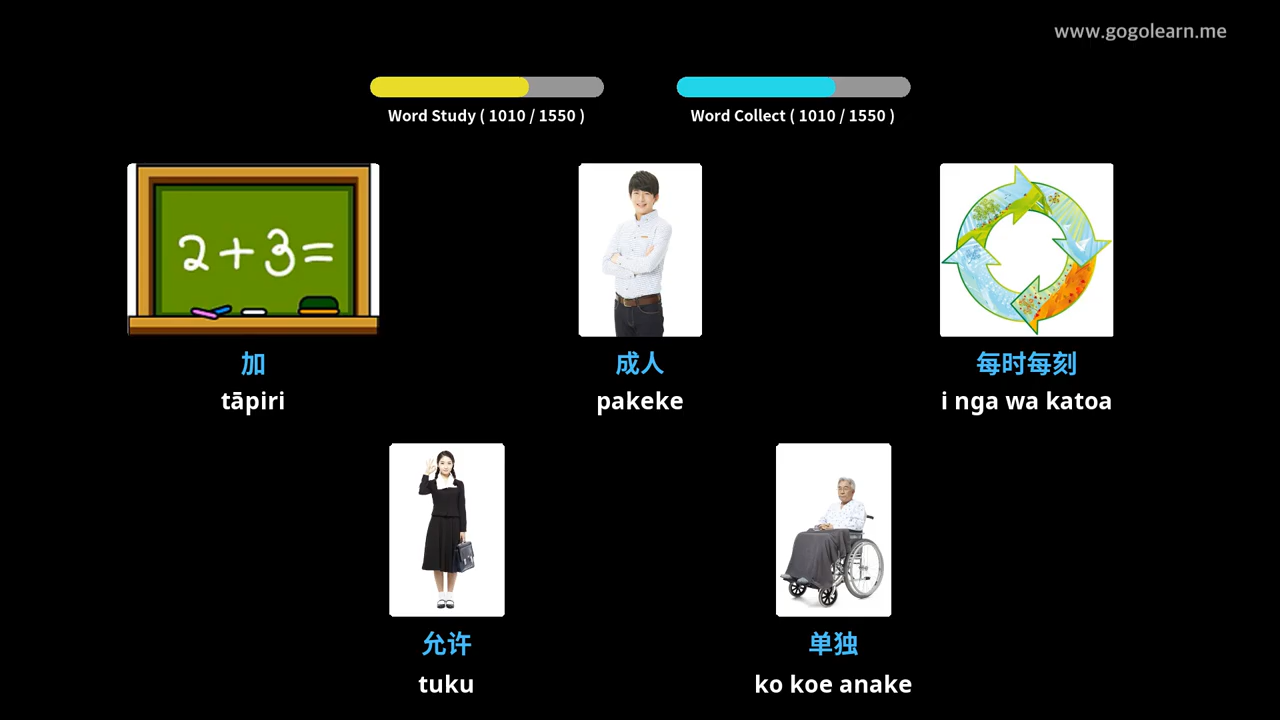 www.gogolearn.me
Word Study ( 1010 / 1550 )
Word Collect ( 1010 / 1550 )
2+3=
加
成人
每时每刻
tāpiri
pakeke
i nga wa katoa
允许
单独
tuku
ko koe anake